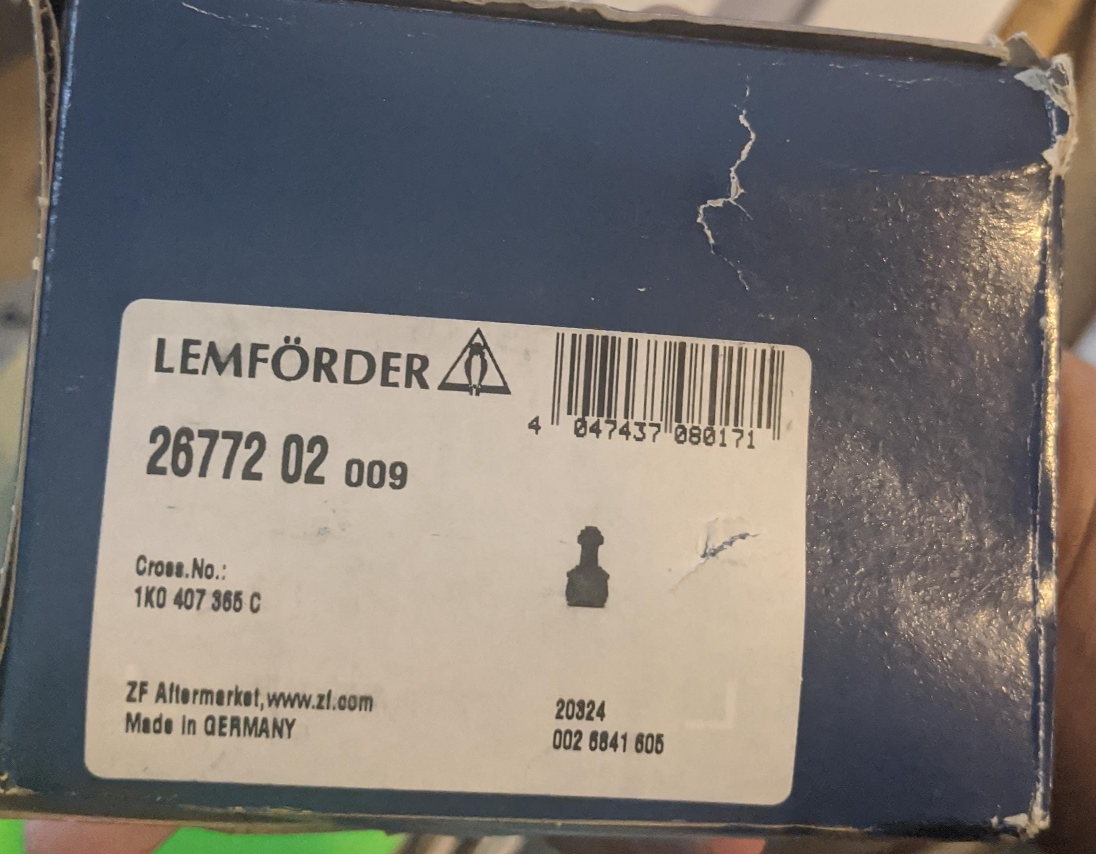 LEMFÖRDER
4 047437 080171
26772 02 009
Cross.No.:
1K0 407 365 C
ZF Aftermarket,www.zf.com
Made in GERMANY
20324
002 6841 605